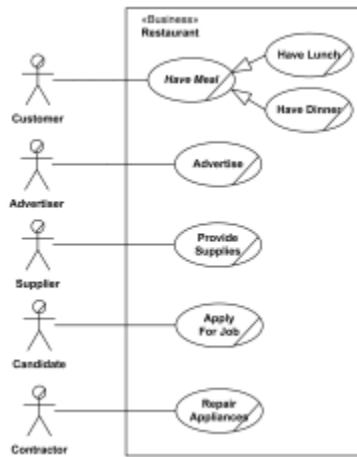 «Business»
Restaurant
Have Meal
Have Lunch
Have Dinner
Customer
Advertise
Advertiser
Provide
Supplies
Supplier
Apply
For Job
Candidate
Repair
Appliances
Contractor